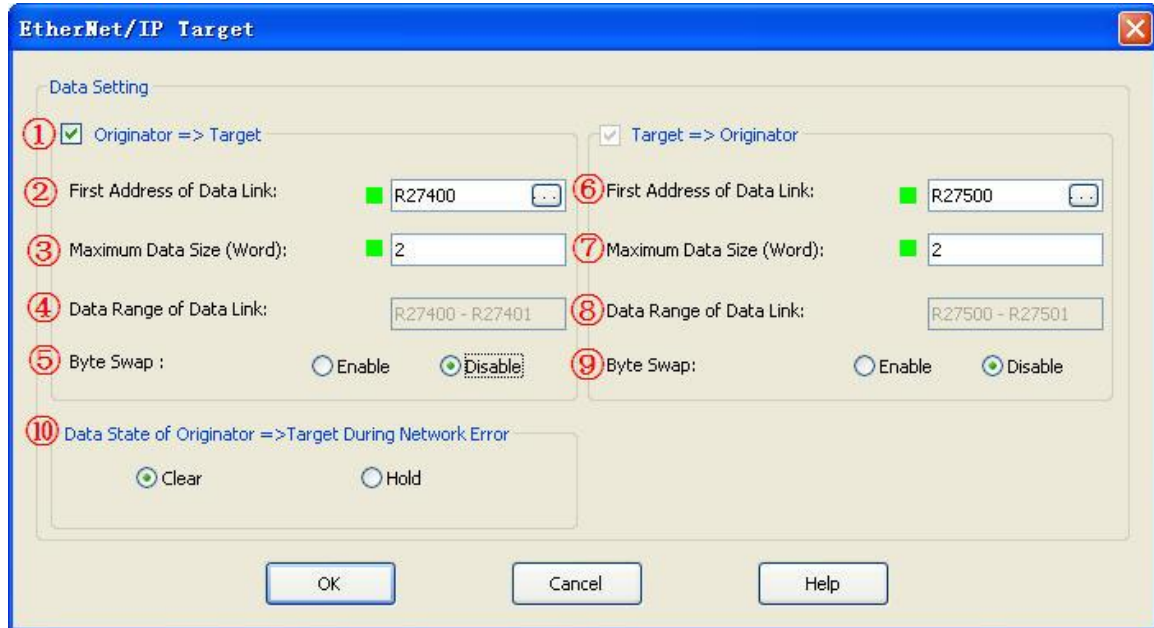 EtherNet/IP Target
Data Setting
① Originator => Target
② First Address of Data Link: R27400 ...
③ Maximum Data Size (Word): 2
④ Data Range of Data Link: R27400 - R27401
⑤ Byte Swap : Enable Disable
Target => Originator
⑥ First Address of Data Link: R27500 ...
⑦ Maximum Data Size (Word): 2
⑧ Data Range of Data Link: R27500 - R27501
⑨ Byte Swap: Enable Disable
⑩ Data State of Originator =>Target During Network Error
Clear Hold
OK Cancel Help